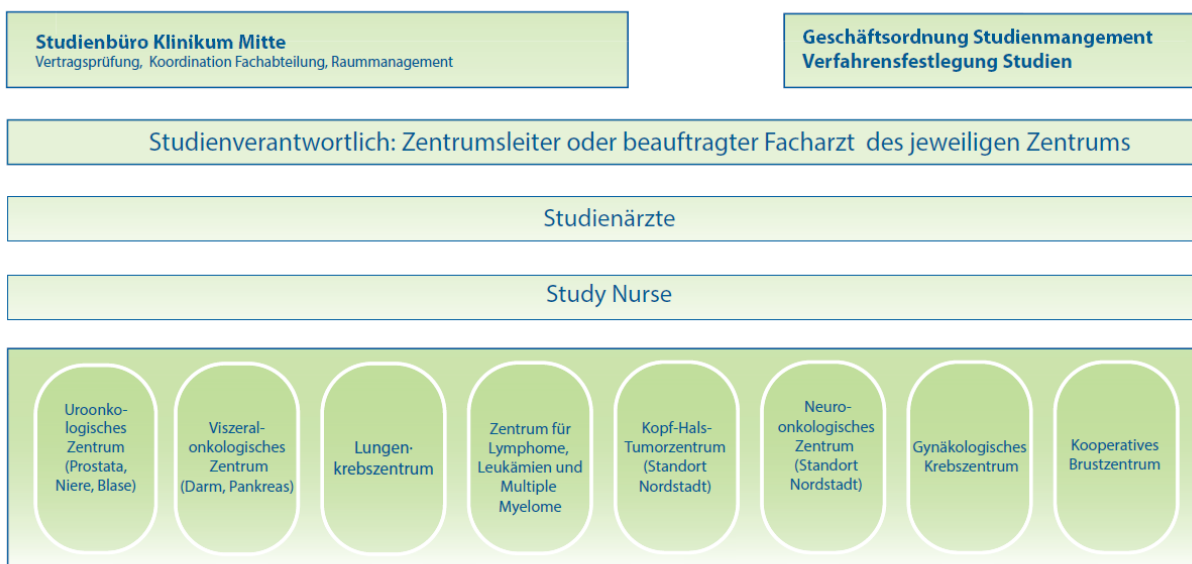 Studienbüro Klinikum Mitte
Vertragsprüfung, Koordination Fachabteilung, Raummanagement
Geschäftsordnung Studienmangement
Verfahrensfestlegung Studien
Studienverantwortlich: Zentrumsleiter oder beauftragter Facharzt des jeweiligen Zentrums
Studienärzte
Study Nurse
Uroonko-
logisches
Zentrum
(Prostata,
Niere, Blase)
Viszeral-
onkologisches
Zentrum
(Darm, Pankreas)
Lungen-
krebszentrum
Zentrum für
Lymphome,
Leukämien und
Multiple
Myelome
Kopf-Hals-
Tumorzentrum
(Standort
Nordstadt)
Neuro-
onkologisches
Zentrum
(Standort
Nordstadt)
Gynäkologisches
Krebszentrum
Kooperatives
Brustzentrum